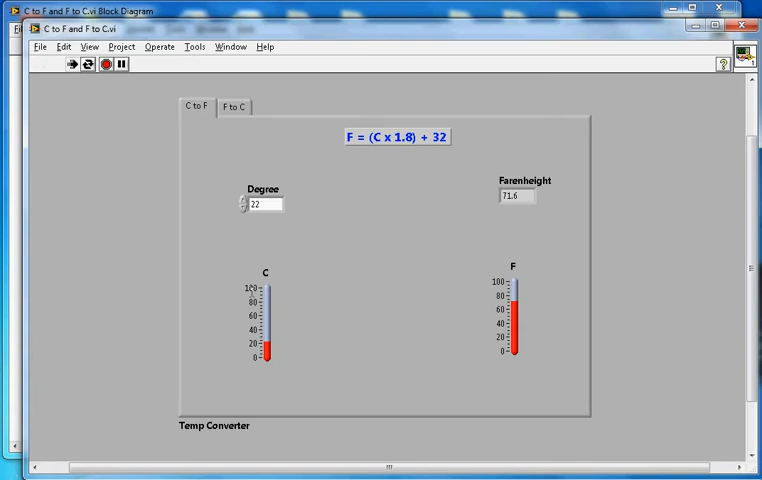 C to F and F to C.vi Block Diagram
C to F and F to C.vi
File Edit View Project Operate Tools Window Help
C to F
F to C
F = (C x 1.8) + 32
Degree
22
Farenheight
71.6
C
100
80
60
40
20
0
F
100
80
60
40
20
0
Temp Converter